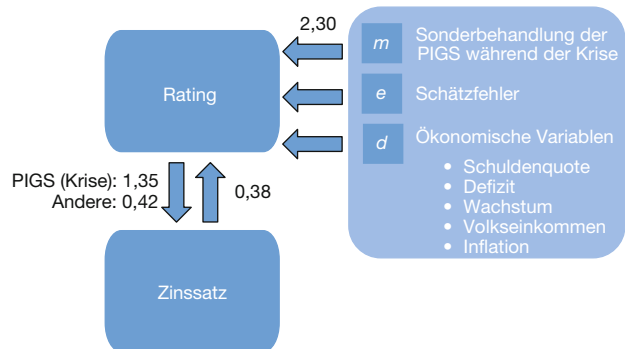 2,30
Rating
m
Sonderbehandlung der
PIGS während der Krise
e
Schätzfehler
d
Ökonomische Variablen
• Schuldenquote
• Defizit
• Wachstum
• Volkseinkommen
• Inflation
PIGS (Krise): 1,35
Andere: 0,42
0,38
Zinssatz